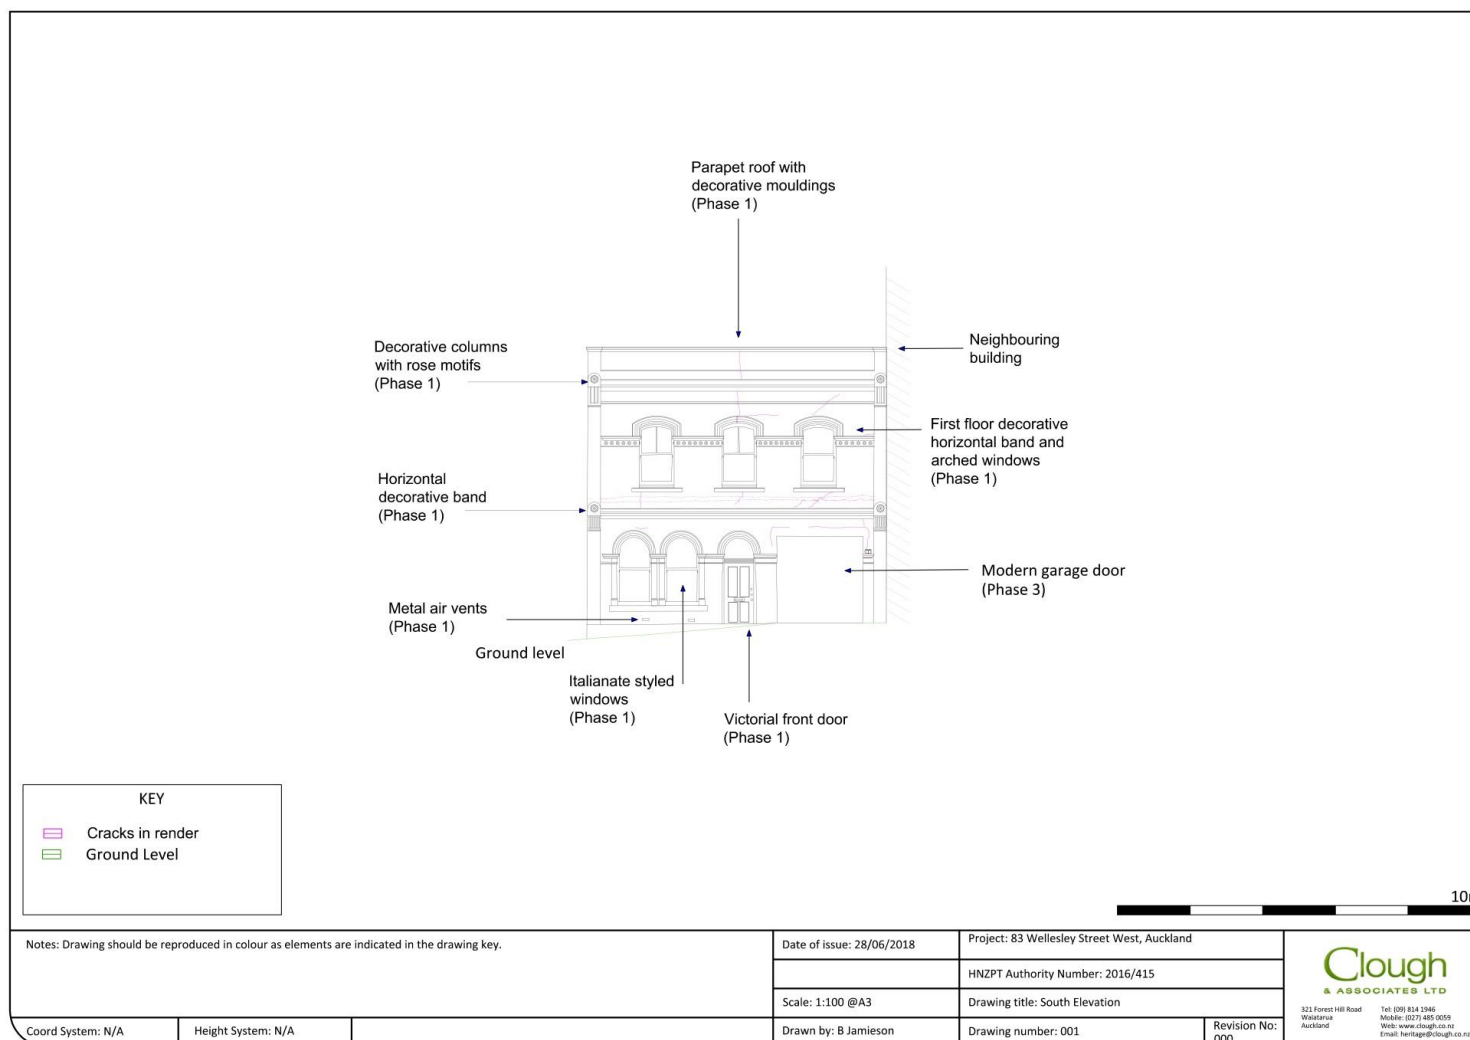 Parapet roof with
decorative mouldings
(Phase 1)
Decorative columns
with rose motifs
(Phase 1)
Neighbouring
building
First floor decorative
horizontal band and
arched windows
(Phase 1)
Horizontal
decorative band
(Phase 1)
Modern garage door
(Phase 3)
Metal air vents
(Phase 1)
Ground level
Italianate styled
windows
(Phase 1)
Victorial front door
(Phase 1)
KEY
Cracks in render
Ground Level
10
Notes: Drawing should be reproduced in colour as elements are indicated in the drawing key.
Date of issue: 28/06/2018
Project: 83 Wellesley Street West, Auckland
HNZPT Authority Number: 2016/415
Scale: 1:100 @A3
Drawing title: South Elevation
Coord System: N/A
Height System: N/A
Drawn by: B Jamieson
Drawing number: 001
Revision No:
000
Clough
& ASSOCIATES LTD
321 Forest Hill Road
Waiatarua
Auckland
Tel: (09) 814 1946
Mobile: (027) 485 0059
Web: www.clough.co.nz
Email: heritage@clough.co.nz